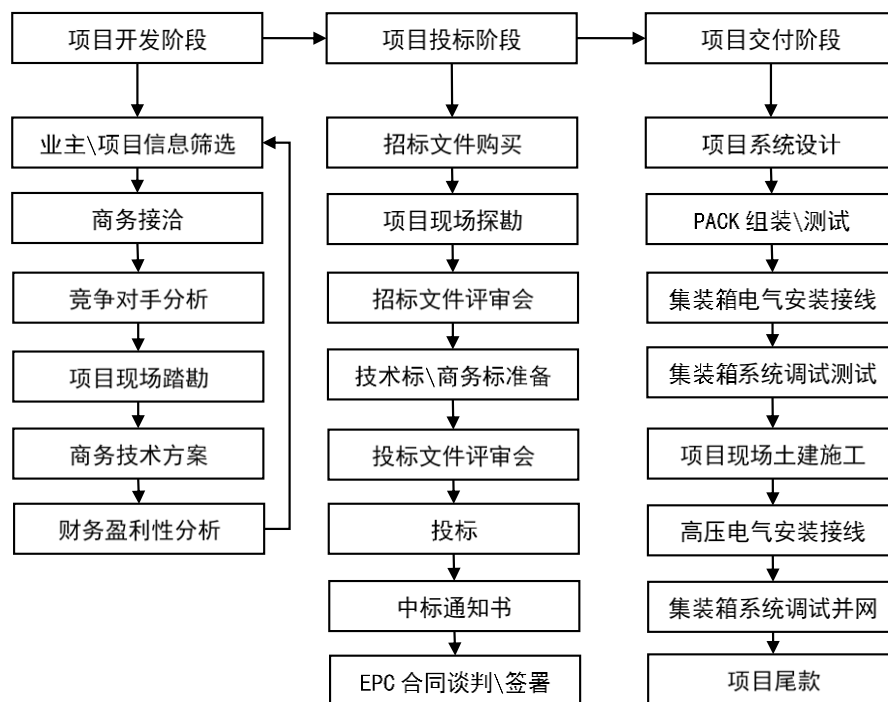 项目开发阶段
项目投标阶段
项目交付阶段
业主\项目信息筛选
商务接洽
竞争对手分析
项目现场踏勘
商务技术方案
财务盈利性分析
招标文件购买
项目现场探勘
招标文件评审会
技术标\商务标准备
投标文件评审会
投标
中标通知书
EPC 合同谈判\签署
项目系统设计
PACK 组装\测试
集装箱电气安装接线
集装箱系统调试测试
项目现场土建施工
高压电气安装接线
集装箱系统调试并网
项目尾款